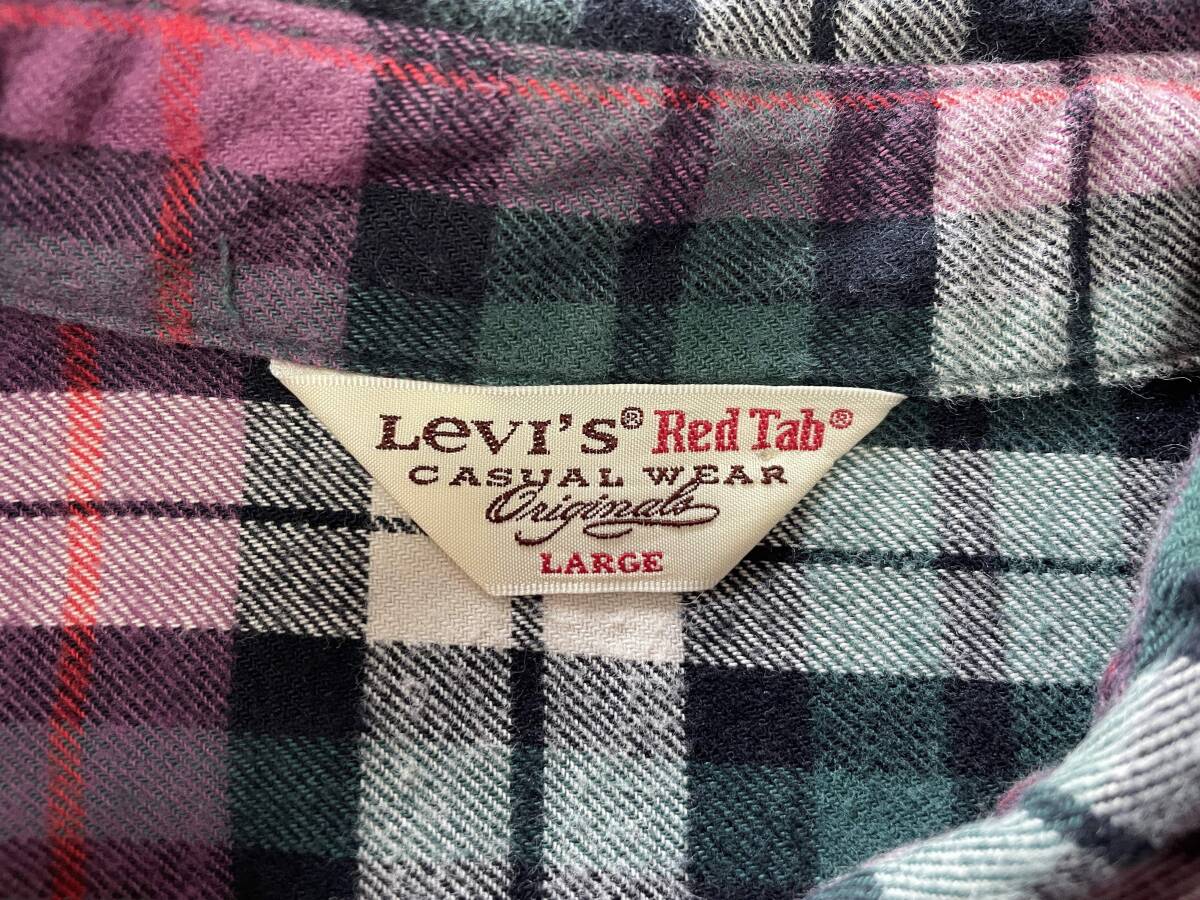 Levi's® Red Tab®
CASUAL WEAR
Originals
LARGE